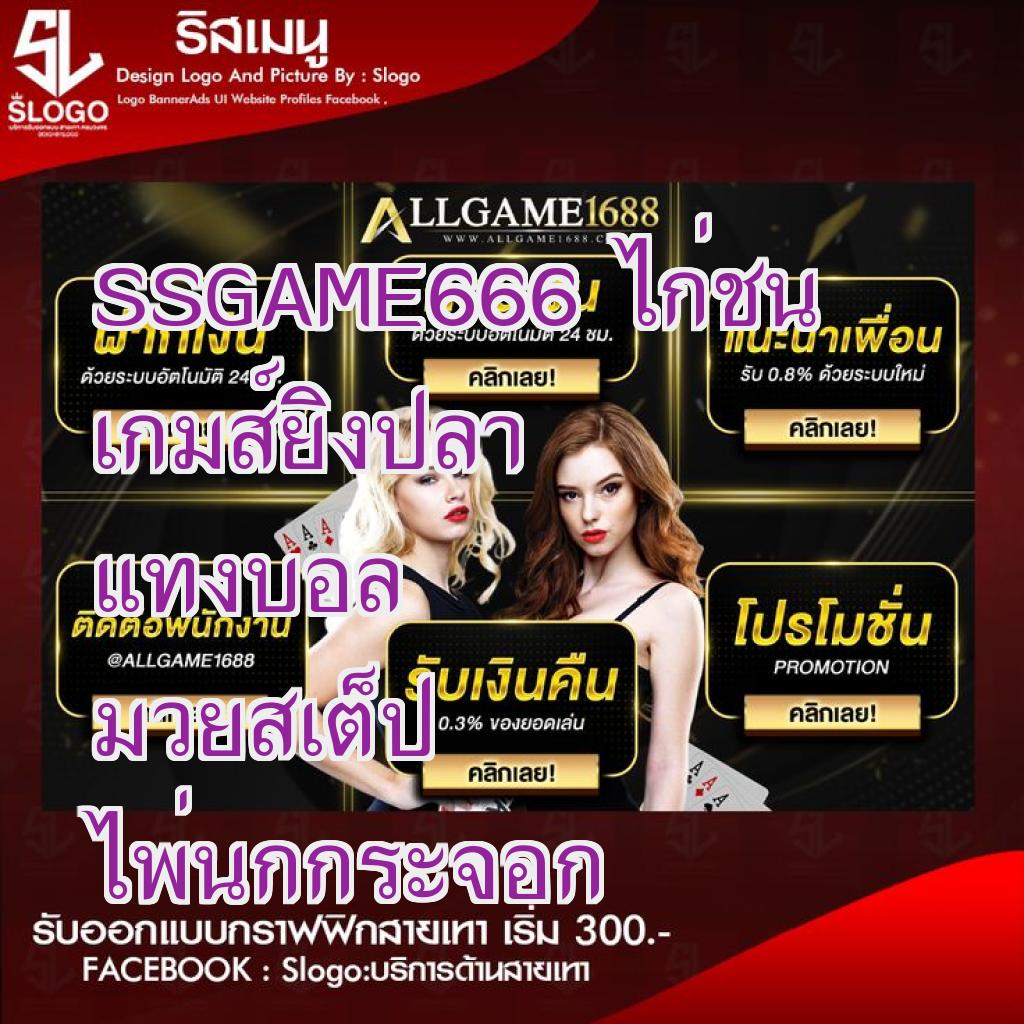 SL
SLOGO
ริสเมนู
Design Logo And Picture By : Slogo
Logo BannerAds UI Website Profiles Facebook .
ALLGAME1688
SSGAME666 ไก่ชน
ด้วยระบบอัตโนมัติ 24 ชม.
คลิกเลย!
ฝากเงิน
ด้วยระบบอัตโนมัติ 24
แนะนำเพื่อน
รับ 0.8% ด้วยระบบใหม่
คลิกเลย!
เกมส์ยิงปลา
แทงบอล
ติดต่อพนักงาน
@ALLGAME1688
รับเงินคืน
0.3% ของยอดเล่น
คลิกเลย!
โปรโมชั่น
PROMOTION
คลิกเลย!
มวยสเต็ป
ไพ่นกกระจอก
รับออกแบบกราฟฟิกสายเทา เริ่ม 300.-
FACEBOOK : Slogo:บริการด้านสายเทา